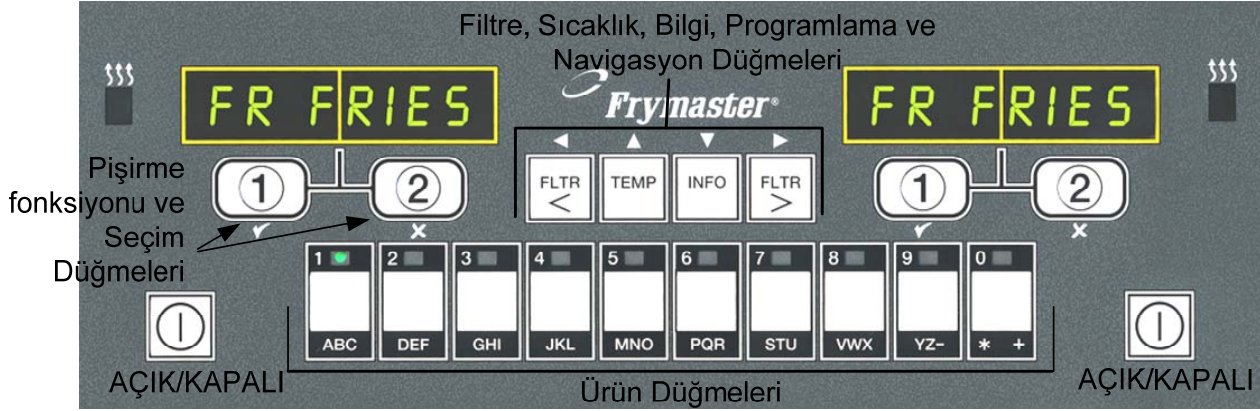 Filtre, Sıcaklık, Bilgi, Programlama ve
Navigasyon Düğmeleri
FR FRIES
Frymaster
FR FRIES
Pişirme
fonksiyonu ve
Seçim
Düğmeleri
1 2
FLTR < TEMP INFO FLTR >
1 2
1 2 3 4 5 6 7 8 9 0
ABC DEF GHI JKL MNO PQR STU VWX YZ- * +
AÇIK/KAPALI
Ürün Düğmeleri
AÇIK/KAPALI